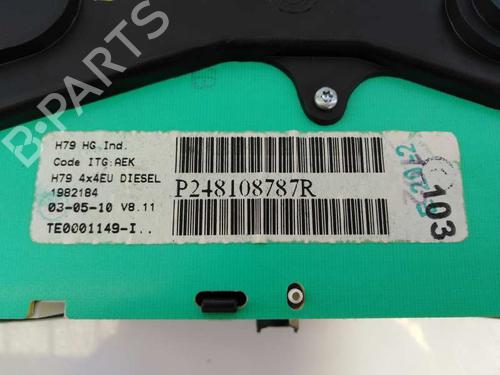 B-PARTS
H79 HG Ind.
Code ITG:AEK
H79 4x4EU DIESEL
1982184
03-05-10 V8.11
TE0001149-I..
P248108787R
103